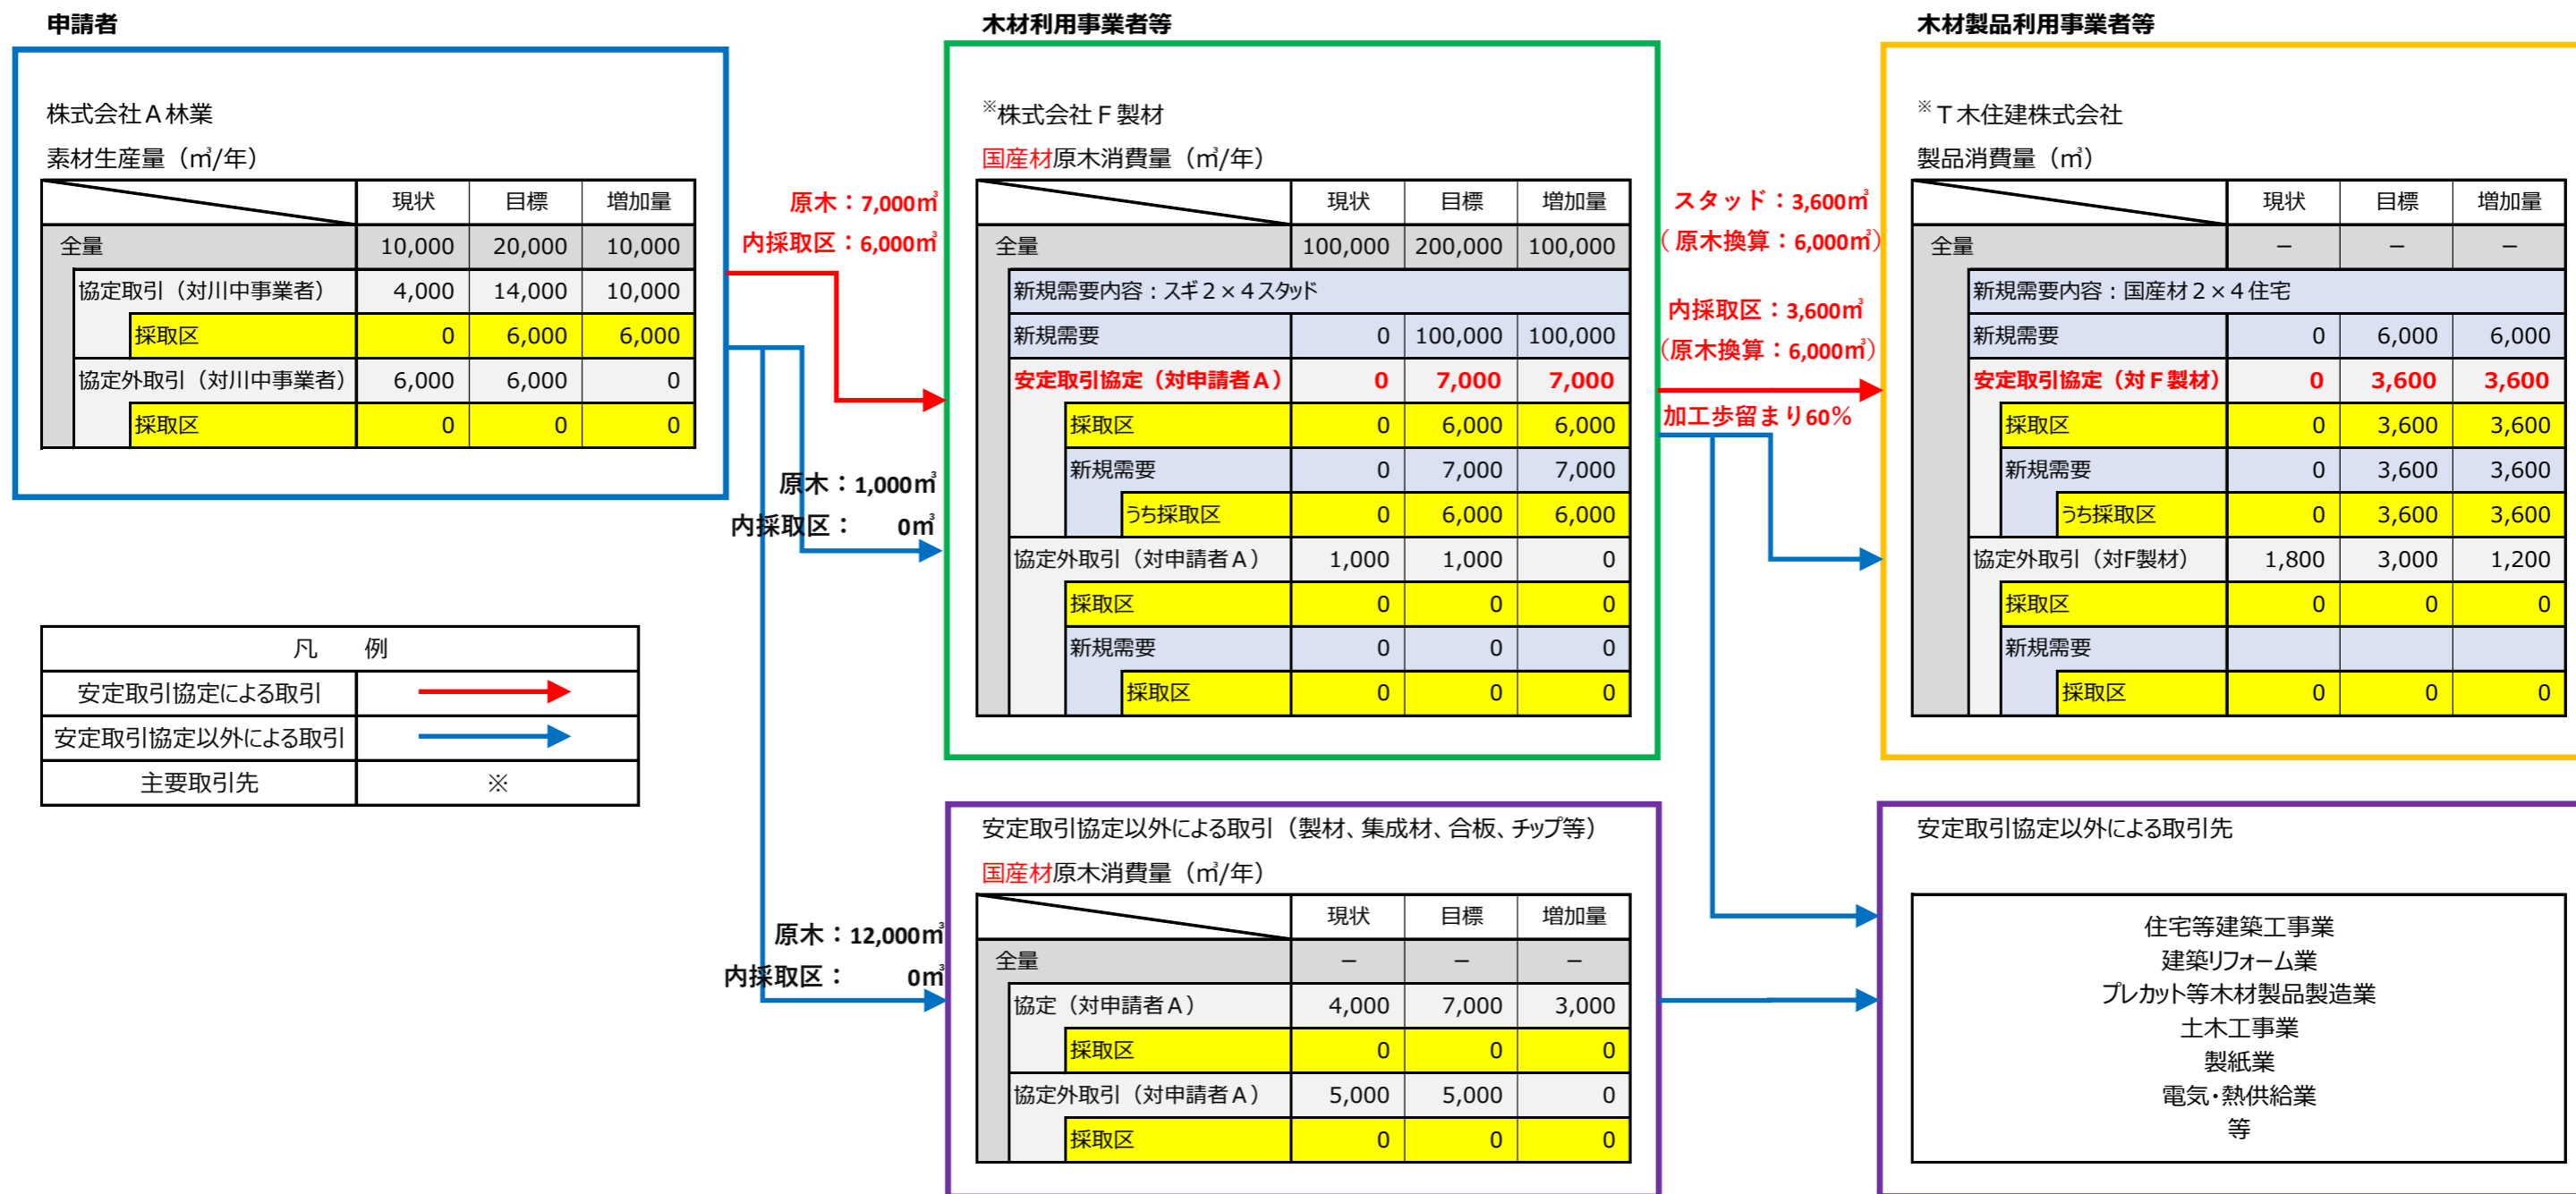 申請者
株式会社A林業
素材生産量（㎥/年）
現状 目標 増加量
全量 10,000 20,000 10,000
協定取引（対川中事業者） 4,000 14,000 10,000
採取区 0 6,000 6,000
協定外取引（対川中事業者） 6,000 6,000 0
採取区 0 0 0
凡　例
安定取引協定による取引
安定取引協定以外による取引
主要取引先 ※
原木：7,000㎥
内採取区：6,000㎥
原木：1,000㎥
内採取区：　0㎥
原木：12,000㎥
内採取区：　0㎥
木材利用事業者等
※株式会社F製材
国産材原木消費量（㎥/年）
現状 目標 増加量
全量 100,000 200,000 100,000
新規需要内容：スギ２×４スタッド
新規需要 0 100,000 100,000
安定取引協定（対申請者A） 0 7,000 7,000
採取区 0 6,000 6,000
新規需要 0 7,000 7,000
うち採取区 0 6,000 6,000
協定外取引（対申請者A） 1,000 1,000 0
採取区 0 0 0
新規需要 0 0 0
採取区 0 0 0
安定取引協定以外による取引（製材、集成材、合板、チップ等）
国産材原木消費量（㎥/年）
現状 目標 増加量
全量 － － －
協定（対申請者A） 4,000 7,000 3,000
採取区 0 0 0
協定外取引（対申請者A） 5,000 5,000 0
採取区 0 0 0
スタッド：3,600㎥
（原木換算：6,000㎥）
内採取区：3,600㎥
（原木換算：6,000㎥）
加工歩留まり60％
木材製品利用事業者等
※T木住建株式会社
製品消費量（㎥）
現状 目標 増加量
全量 － － －
新規需要内容：国産材２×４住宅
新規需要 0 6,000 6,000
安定取引協定（対F製材） 0 3,600 3,600
採取区 0 3,600 3,600
新規需要 0 3,600 3,600
うち採取区 0 3,600 3,600
協定外取引（対F製材） 1,800 3,000 1,200
採取区 0 0 0
新規需要
採取区 0 0 0
安定取引協定以外による取引先
住宅等建築工事業
建築リフォーム業
プレカット等木材製品製造業
土木工事業
製紙業
電気・熱供給業
等